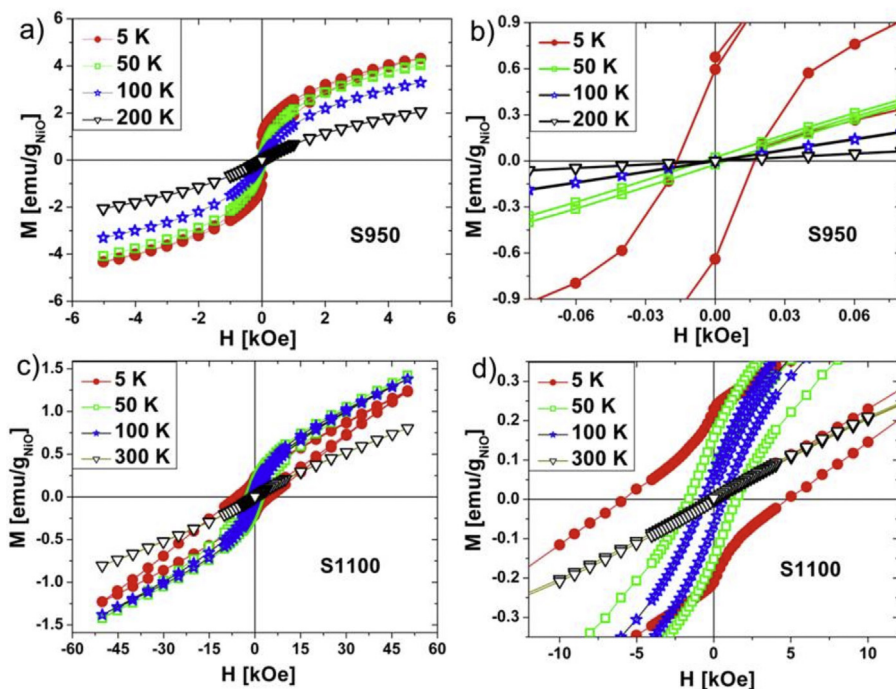 a)
5 K
50 K
100 K
200 K
M [emu/gNiO]
6
4
2
0
-2
-4
-6
-6 -4 -2 0 2 4 6
H [kOe]
S950
b)
5 K
50 K
100 K
200 K
M [emu/gNiO]
0.9
0.6
0.3
0.0
-0.3
-0.6
-0.9
-0.06 -0.03 0.00 0.03 0.06
H [kOe]
S950
c)
5 K
50 K
100 K
300 K
M [emu/gNiO]
1.5
1.0
0.5
0.0
-0.5
-1.0
-1.5
-60 -45 -30 -15 0 15 30 45 60
H [kOe]
S1100
d)
5 K
50 K
100 K
300 K
M [emu/gNiO]
0.3
0.2
0.1
0.0
-0.1
-0.2
-0.3
-10 -5 0 5 10
H [kOe]
S1100